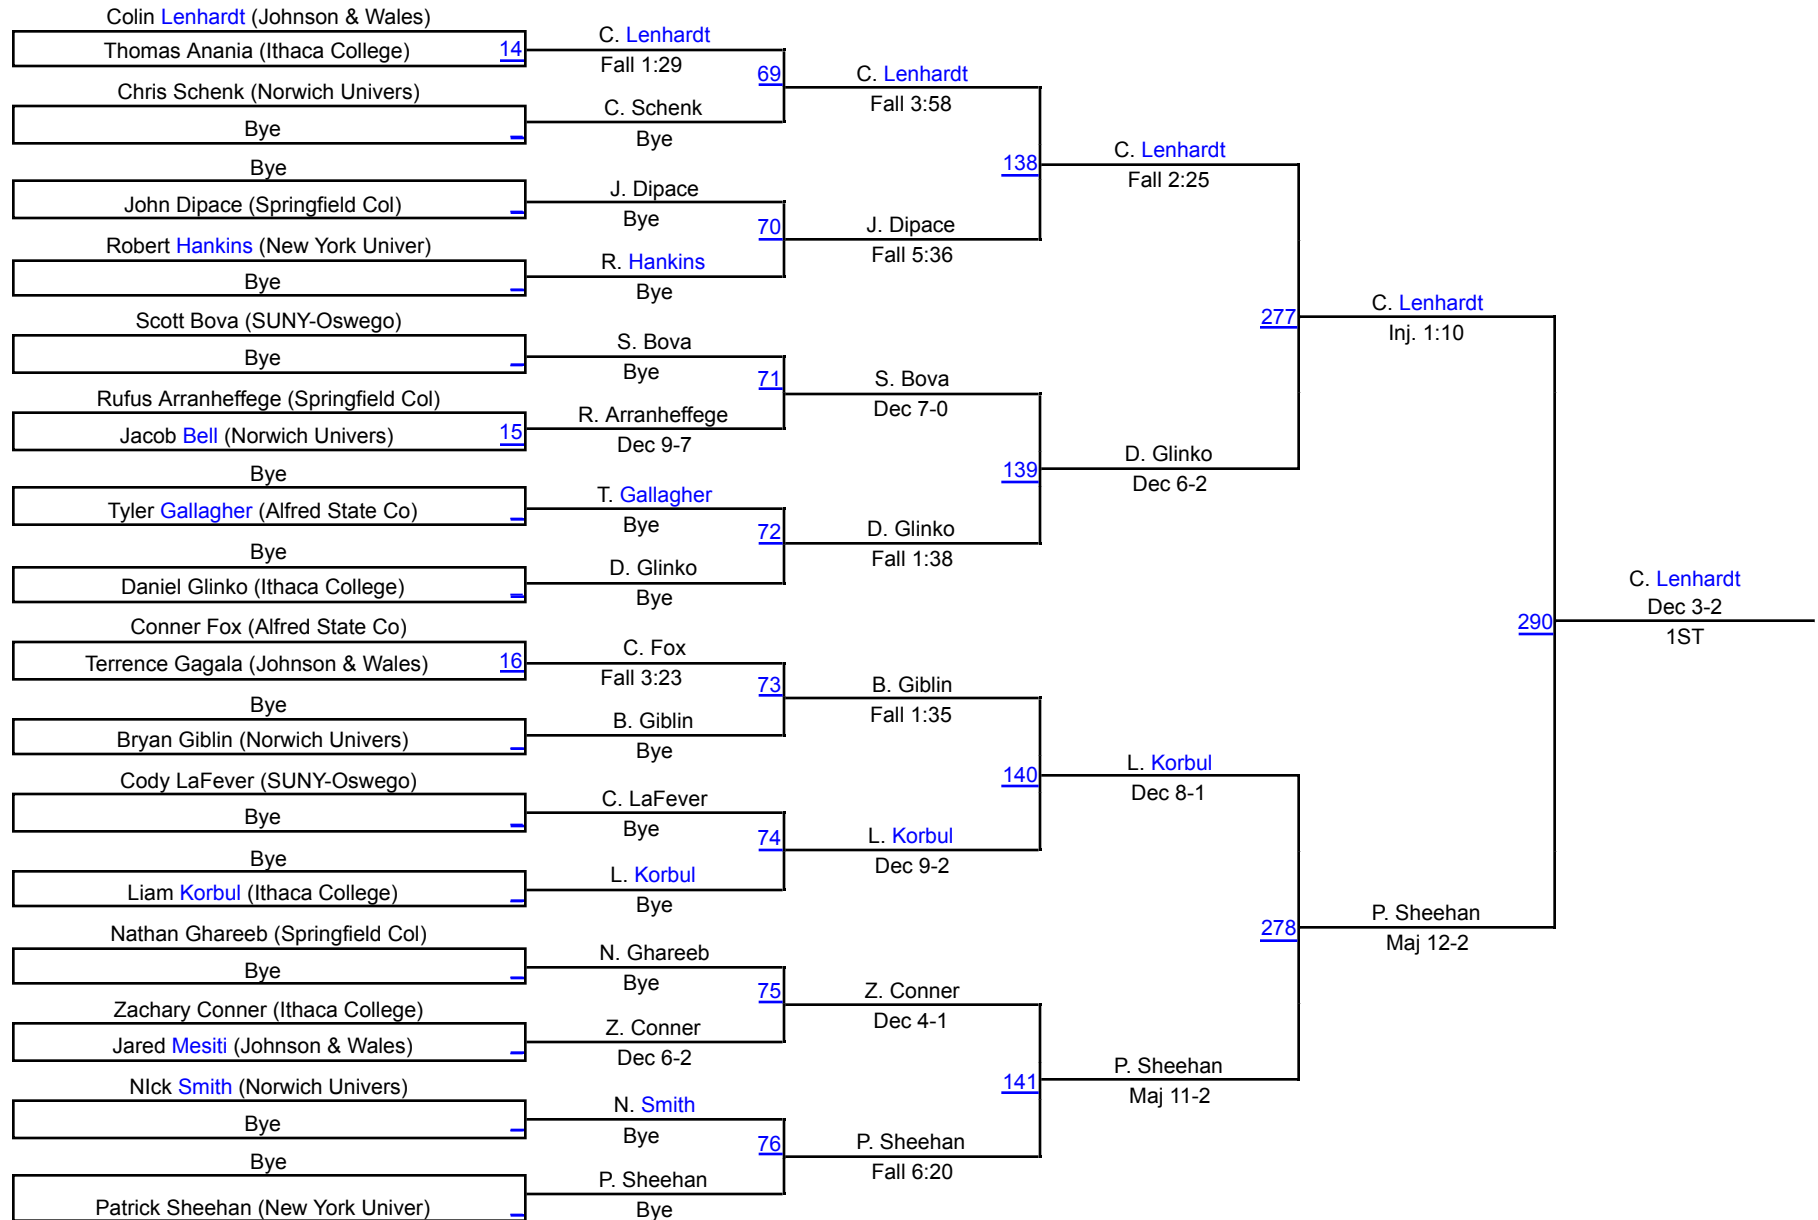 Colin Lenhardt (Johnson & Wales)
Thomas Anania (Ithaca College) 14
Chris Schenk (Norwich Univers)
Bye
Bye
John Dipace (Springfield Col)
Robert Hankins (New York Univer)
Bye
Scott Bova (SUNY-Oswego)
Bye
Rufus Arranheffege (Springfield Col)
Jacob Bell (Norwich Univers) 15
Bye
Tyler Gallagher (Alfred State Co)
Bye
Daniel Glinko (Ithaca College)
Conner Fox (Alfred State Co)
Terrence Gagala (Johnson & Wales) 16
Bye
Bryan Giblin (Norwich Univers)
Cody LaFever (SUNY-Oswego)
Bye
Bye
Liam Korbul (Ithaca College)
Nathan Ghareeb (Springfield Col)
Bye
Zachary Conner (Ithaca College)
Jared Mesiti (Johnson & Wales)
NIck Smith (Norwich Univers)
Bye
Bye
Patrick Sheehan (New York Univer)
C. Lenhardt
Fall 1:29
69
C. Schenk
Bye
J. Dipace
Bye
70
R. Hankins
Bye
S. Bova
Bye
71
R. Arranheffege
Dec 9-7
T. Gallagher
Bye
72
D. Glinko
Bye
C. Fox
Fall 3:23
73
B. Giblin
Bye
C. LaFever
Bye
74
L. Korbul
Bye
N. Ghareeb
Bye
75
Z. Conner
Dec 6-2
N. Smith
Bye
76
P. Sheehan
Bye
C. Lenhardt
Fall 3:58
138
J. Dipace
Fall 5:36
S. Bova
Dec 7-0
139
D. Glinko
Fall 1:38
B. Giblin
Fall 1:35
140
L. Korbul
Dec 9-2
Z. Conner
Dec 4-1
141
P. Sheehan
Fall 6:20
C. Lenhardt
Fall 2:25
277
D. Glinko
Dec 6-2
L. Korbul
Dec 8-1
278
P. Sheehan
Maj 11-2
C. Lenhardt
Inj. 1:10
290
P. Sheehan
Maj 12-2
C. Lenhardt
Dec 3-2
1ST